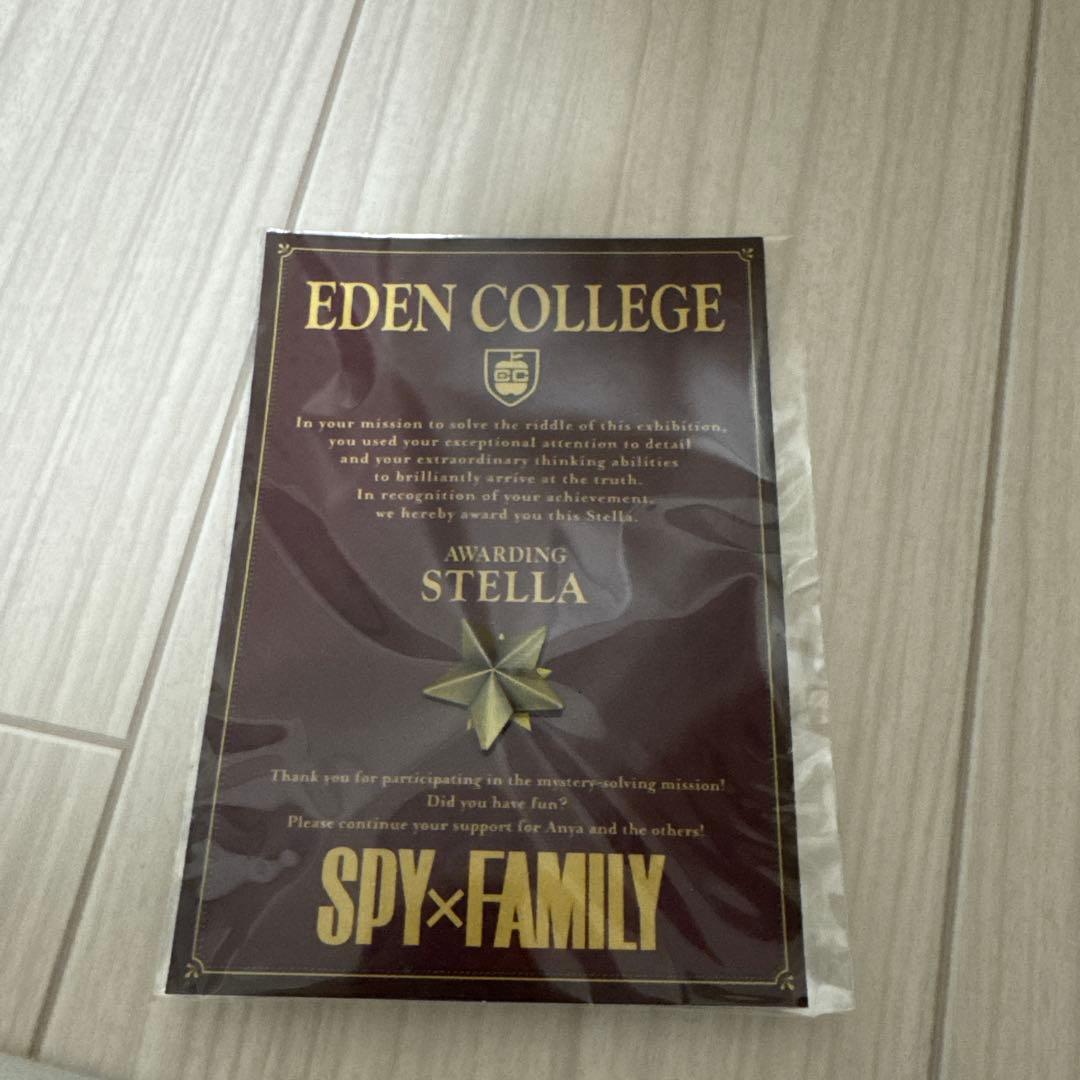 EDEN COLLEGE
EC
In your mission to solve the riddle of this exhibition,
you used your exceptional attention to detail
and your extraordinary thinking abilities
to brilliantly arrive at the truth.
In recognition of your achievement,
we hereby award you this Stella.
AWARDING
STELLA
Thank you for participating in the mystery-solving mission!
Did you have fun?
Please continue your support for Anya and the others!
SPY×FAMILY